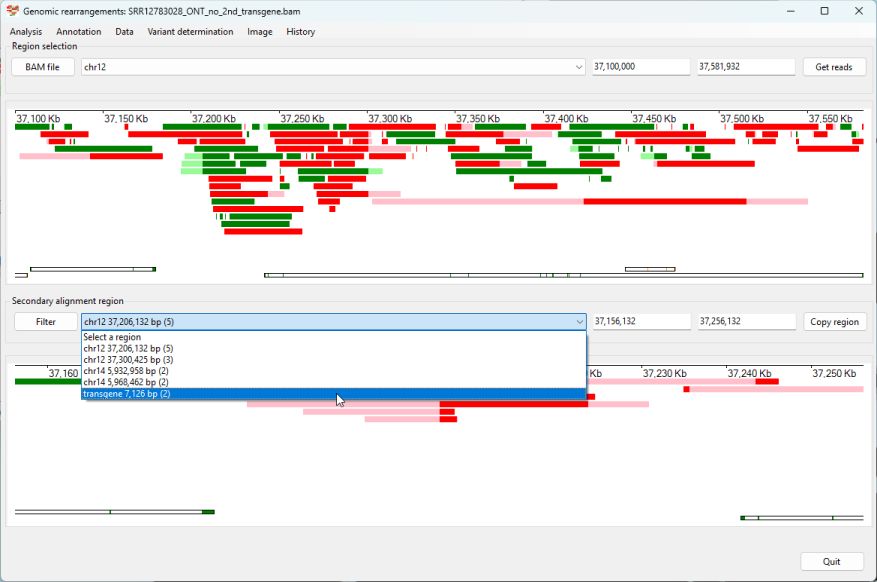 Genomic rearrangements: SRR12783028_ONT_no_2nd_transgene.bam
Analysis Annotation Data Variant determination Image History
Region selection
BAM file chr12 37,100,000 37,581,932 Get reads
37,100 Kb 37,150 Kb 37,200 Kb 37,250 Kb 37,300 Kb 37,350 Kb 37,400 Kb 37,450 Kb 37,500 Kb 37,550 Kb
Secondary alignment region
Filter chr12 37,206,132 bp (5) 37,156,132 37,256,132 Copy region
Select a region
chr12 37,206,132 bp (5)
chr12 37,300,425 bp (3)
chr14 5,932,958 bp (2)
chr14 5,968,462 bp (2)
transgene 7,126 bp (2)
37,160 Kb 37,230 Kb 37,240 Kb 37,250 Kb
Quit